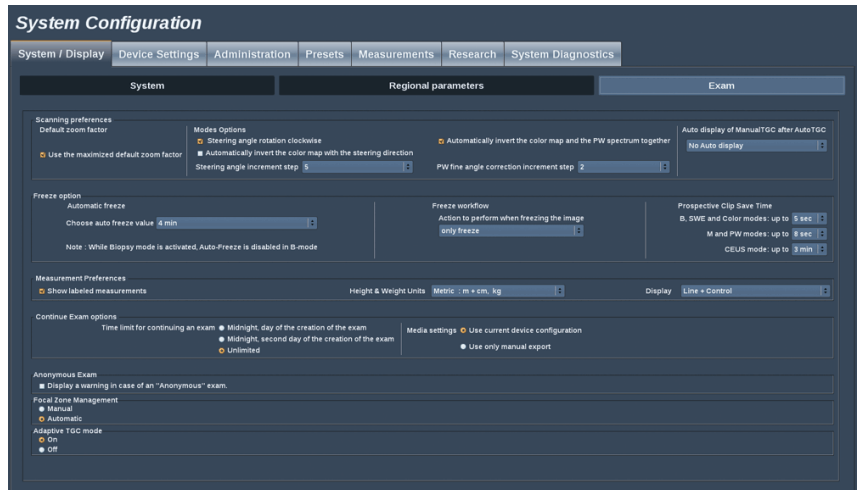 System Configuration
System / Display Device Settings Administration Presets Measurements Research System Diagnostics
System Regional parameters Exam
Scanning preferences
Default zoom factor
Use the maximized default zoom factor
Modes Options
Steering angle rotation clockwise
Automatically invert the color map with the steering direction
Steering angle increment step 5
Automatically invert the color map and the PW spectrum together
PW fine angle correction increment step 2
Auto display of ManualTGC after AutoTGC
No Auto display
Freeze option
Automatic freeze
Choose auto freeze value 4 min
Note : While Biopsy mode is activated, Auto-Freeze is disabled in B-mode
Freeze workflow
Action to perform when freezing the image
only freeze
Prospective Clip Save Time
B, SWE and Color modes: up to 5 sec
M and PW modes: up to 8 sec
CEUS mode: up to 3 min
Measurement Preferences
Show labeled measurements Height & Weight Units Metric : m + cm, kg Display Line + Control
Continue Exam options
Time limit for continuing an exam Midnight, day of the creation of the exam
Midnight, second day of the creation of the exam
Unlimited
Media settings Use current device configuration
Use only manual export
Anonymous Exam
Display a warning in case of an "Anonymous" exam.
Focal Zone Management
Manual
Automatic
Adaptive TGC mode
On
Off